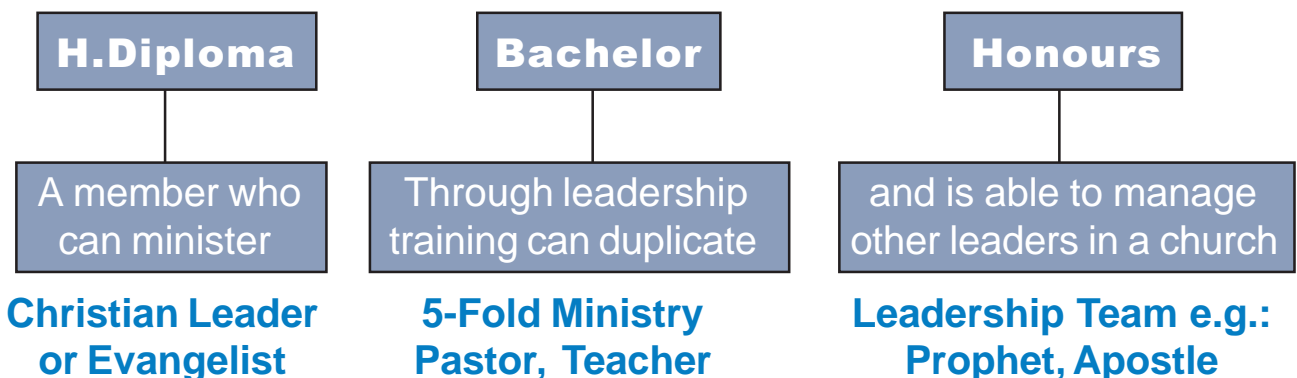 H.Diploma
A member who
can minister
Christian Leader
or Evangelist
Bachelor
Through leadership
training can duplicate
5-Fold Ministry
Pastor, Teacher
Honours
and is able to manage
other leaders in a church
Leadership Team e.g.:
Prophet, Apostle